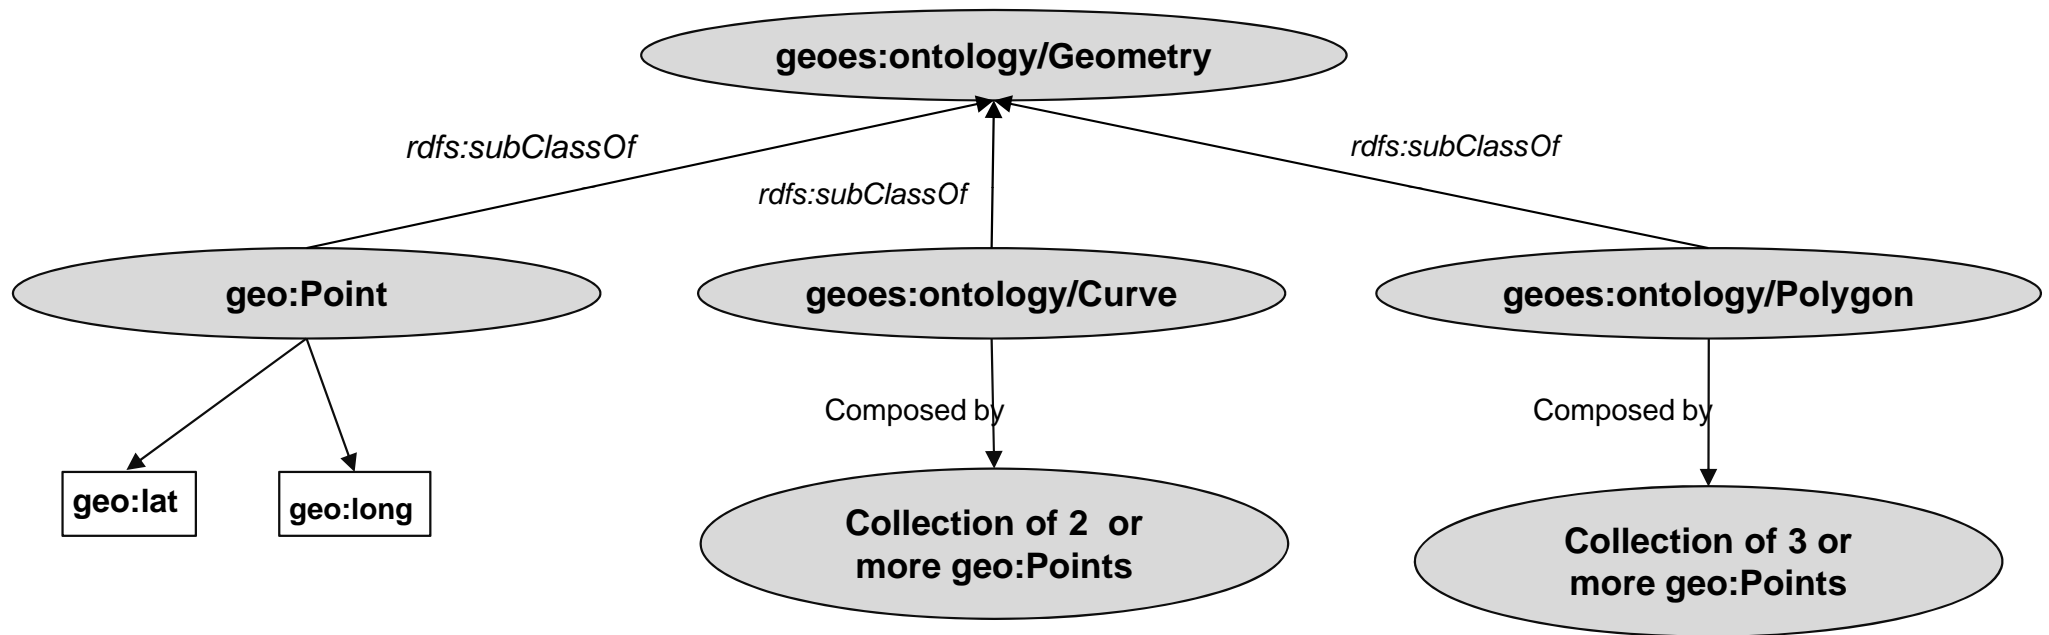 geoes:ontology/Geometry
rdfs:subClassOf
rdfs:subClassOf
rdfs:subClassOf
geo:Point
geoes:ontology/Curve
geoes:ontology/Polygon
Composed by
Composed by
geo:lat
geo:long
Collection of 2 or
more geo:Points
Collection of 3 or
more geo:Points